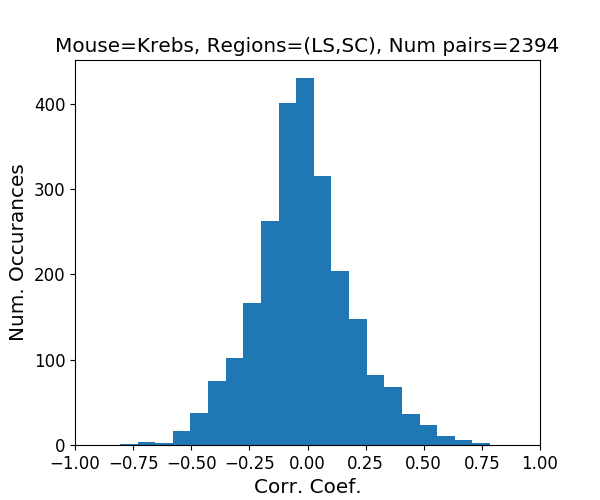 Mouse=Krebs, Regions=(LS,SC), Num pairs=2394
Num. Occurances
400
300
200
100
0
−1.00 −0.75 −0.50 −0.25 0.00 0.25 0.50 0.75 1.00
Corr. Coef.